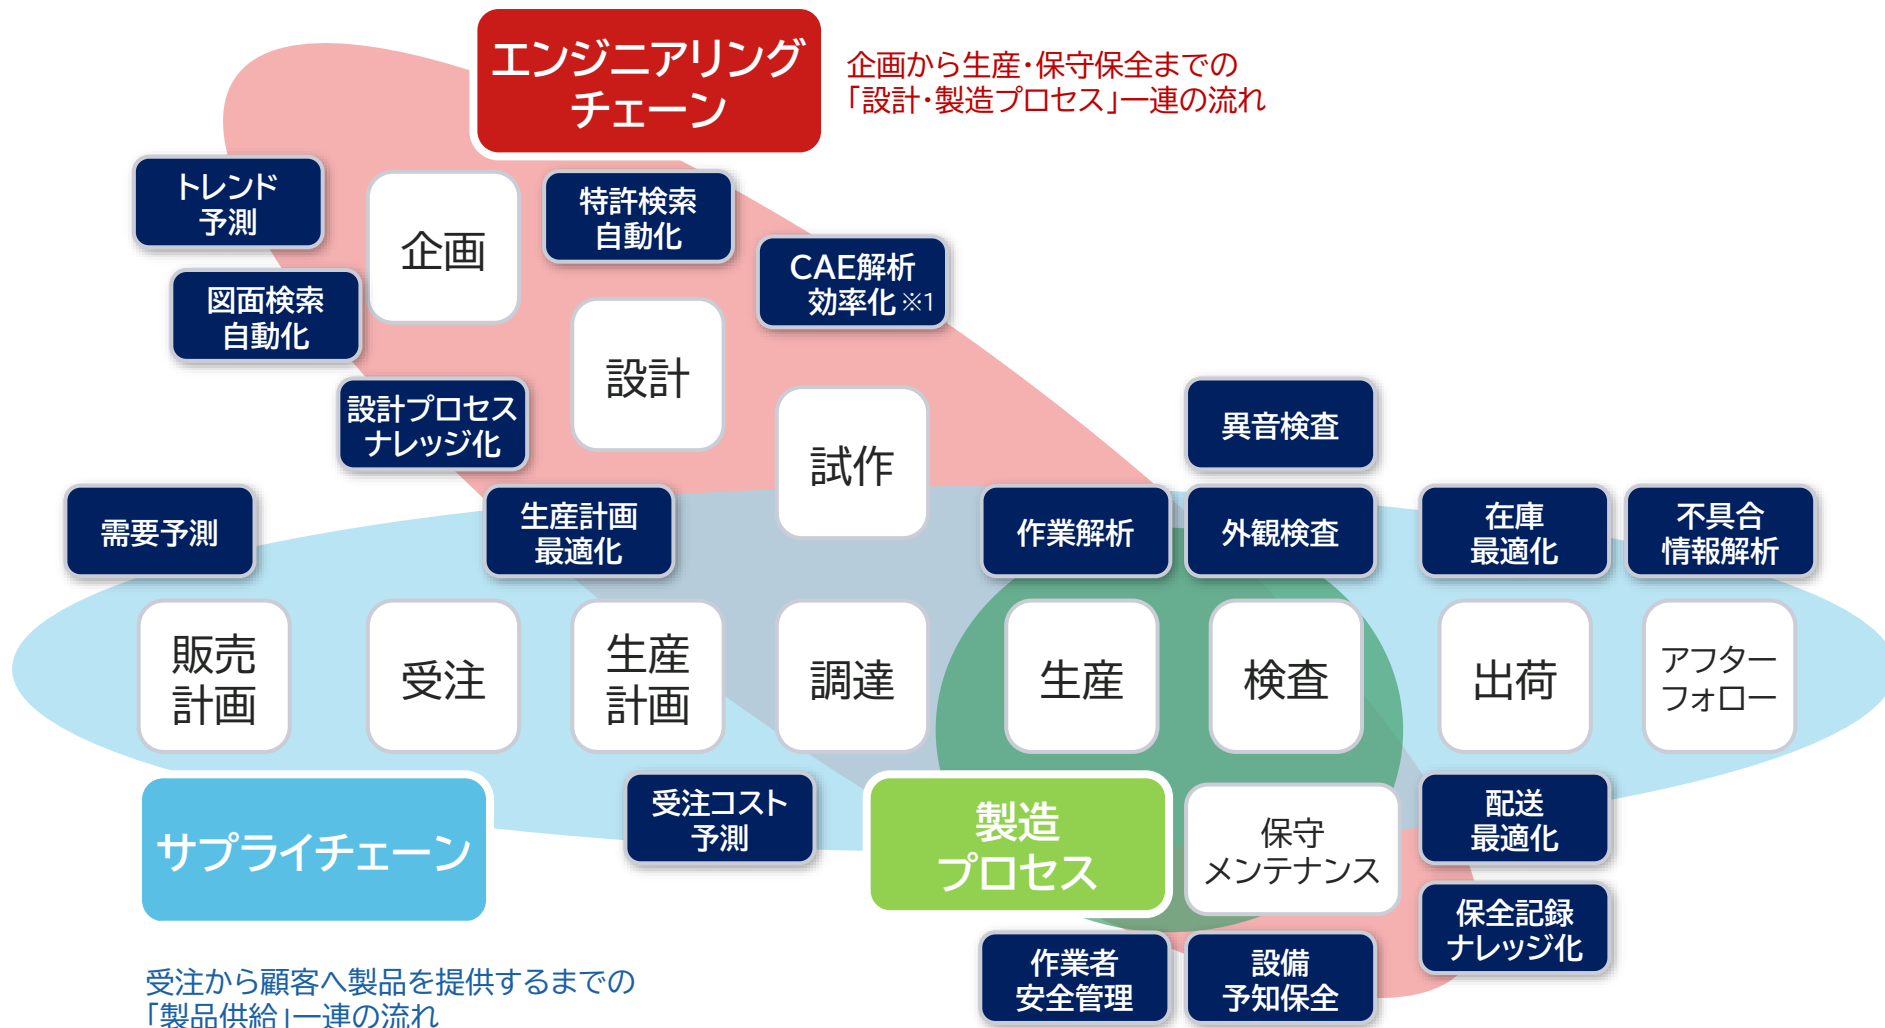 エンジニアリング
チェーン
企画から生産・保守保全までの
「設計・製造プロセス」一連の流れ
トレンド
予測
企画
特許検索
自動化
CAE解析
効率化※1
図面検索
自動化
設計
設計プロセス
ナレッジ化
試作
異音検査
需要予測
生産計画
最適化
作業解析
外観検査
在庫
最適化
不具合
情報解析
販売
計画
受注
生産
計画
調達
生産
検査
出荷
アフター
フォロー
サプライチェーン
受注コスト
予測
製造
プロセス
保守
メンテナンス
配送
最適化
保全記録
ナレッジ化
作業者
安全管理
設備
予知保全
受注から顧客へ製品を提供するまでの
「製品供給」一連の流れ